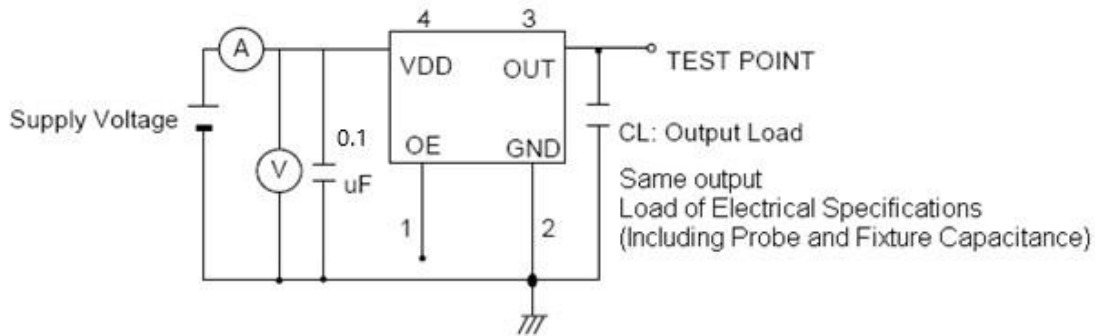 4 3
A
VDD OUT
TEST POINT
Supply Voltage
0.1
uF
V
OE GND
CL: Output Load
Same output
Load of Electrical Specifications
(Including Probe and Fixture Capacitance)
1 2